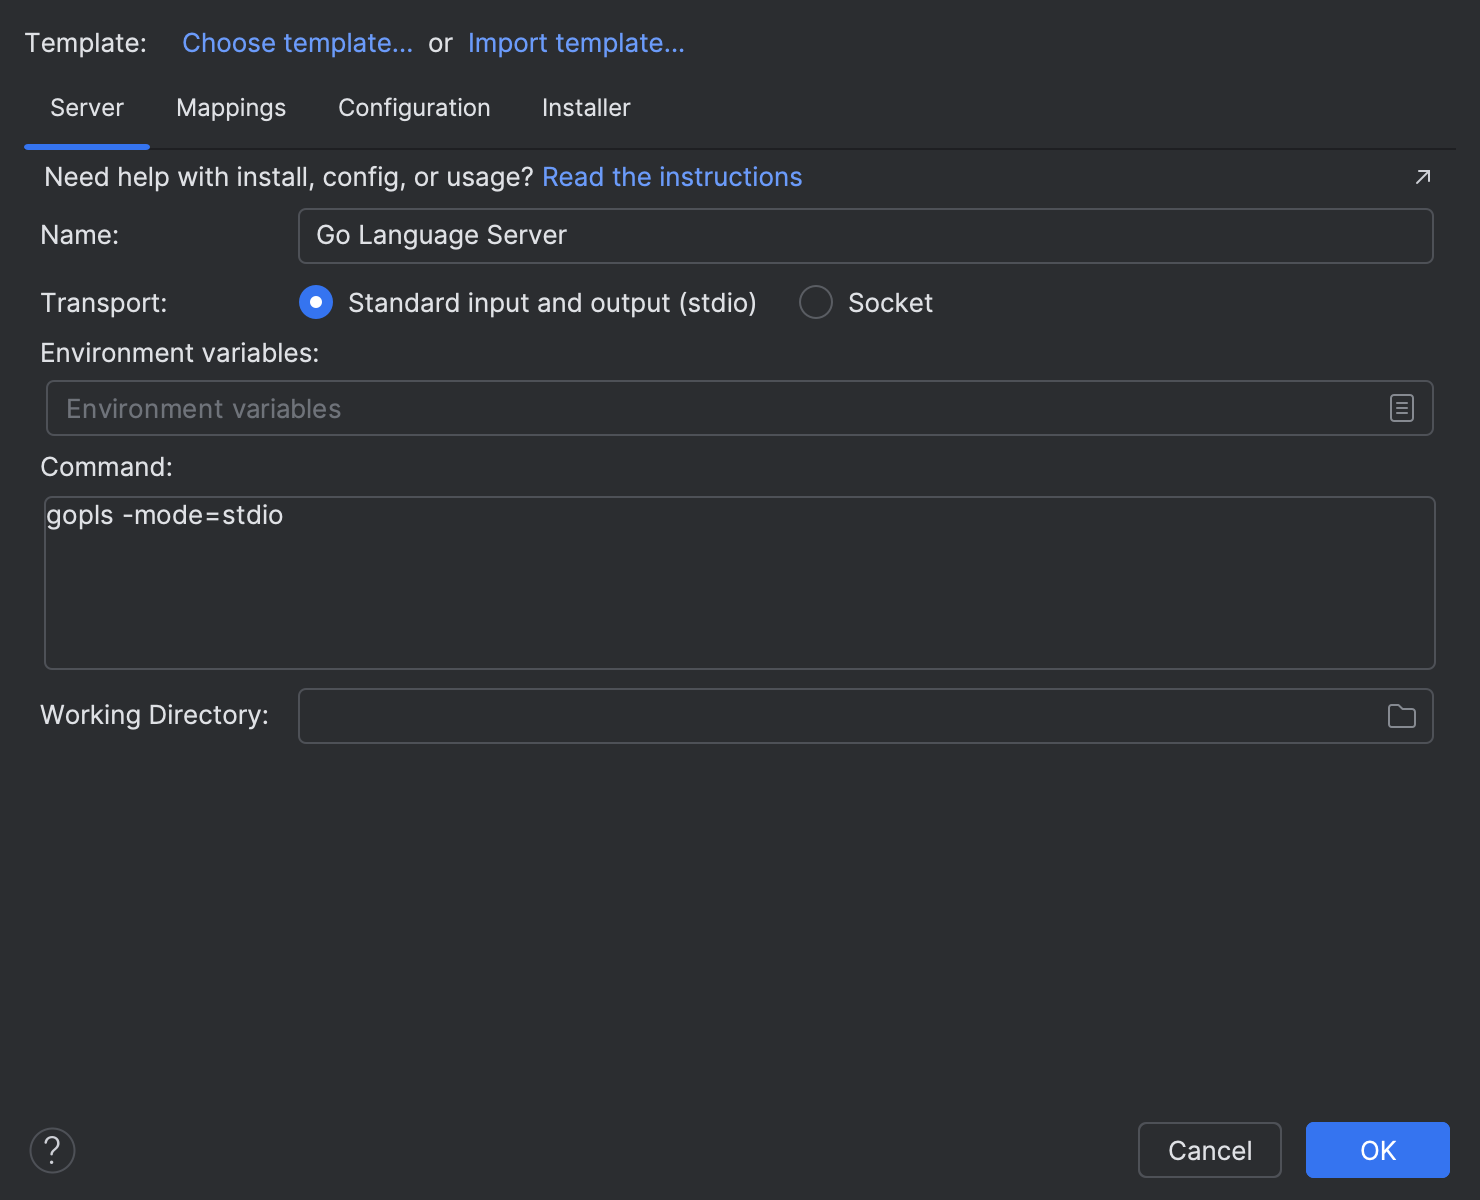 Template: Choose template... or Import template...
Server Mappings Configuration Installer
Need help with install, config, or usage? Read the instructions
Name: Go Language Server
Transport: Standard input and output (stdio) Socket
Environment variables:
Environment variables
Command:
gopls -mode=stdio
Working Directory:
? Cancel OK